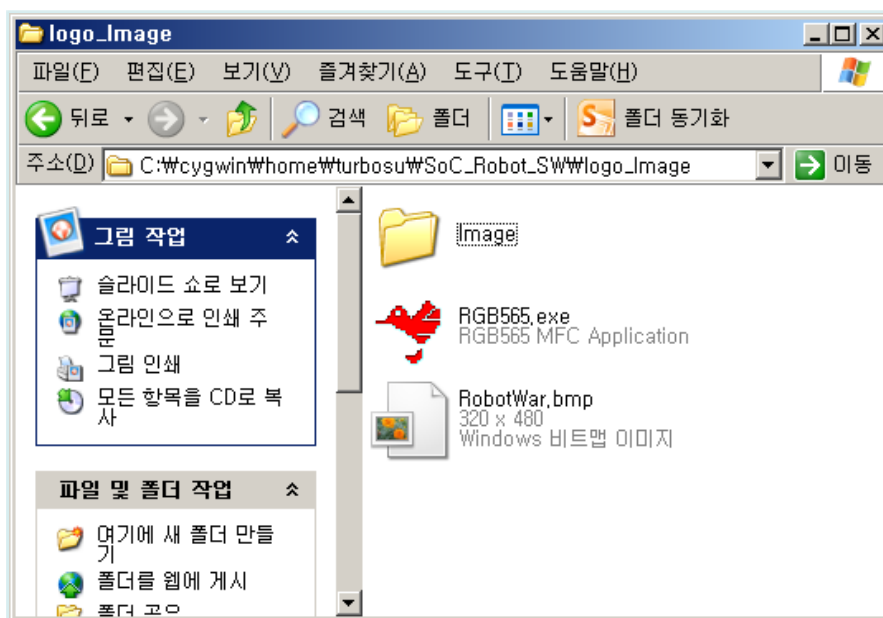 logo_Image
파일(F) 편집(E) 보기(V) 즐겨찾기(A) 도구(T) 도움말(H)
뒤로 검색 폴더 폴더 동기화
주소(D) C:₩cygwin₩home₩turbosu₩SoC_Robot_SW₩logo_Image 이동
그림 작업
슬라이드 쇼로 보기
온라인으로 인쇄 주
문
그림 인쇄
모든 항목을 CD로 복
사
파일 및 폴더 작업
여기에 새 폴더 만들
기
폴더를 웹에 게시
폴더 공유
Image
RGB565.exe
RGB565 MFC Application
RobotWar.bmp
320 x 480
Windows 비트맵 이미지